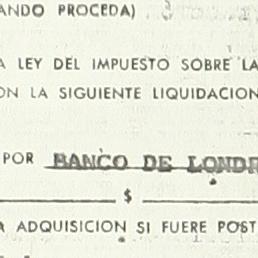 ANDO PROCEDA)
A LEY DEL IMPUESTO SOBRE LA
ON LA SIGUIENTE LIQUIDACION
POR BANCO DE LONDR
$
A ADQUISICION SI FUERE POST